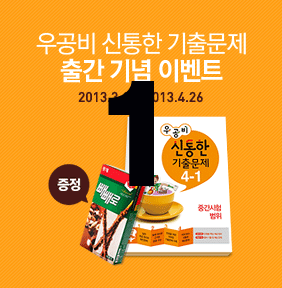 우공비 신통한 기출문제
출간 기념 이벤트
2013.3. 2013.4.26
1
우공비
신통한
기출문제
4-1
중간시험
범위
증정
빼빼로